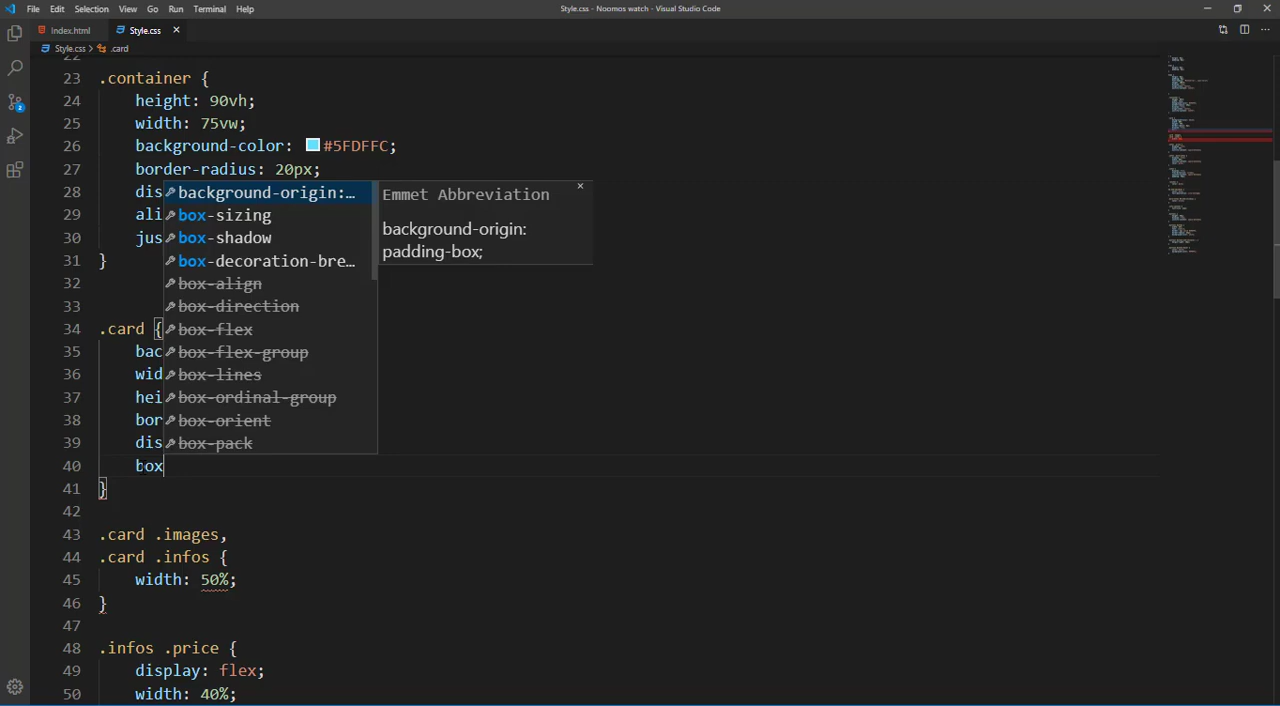 File Edit Selection View Go Run Terminal Help
Style.css - Noomos watch - Visual Studio Code
Index.html
Style.css
Style.css > .card
22
23 .container {
24 height: 90vh;
25 width: 75vw;
26 background-color: #5FDFFC;
27 border-radius: 20px;
28 dis
29 ali
30 jus
31 }
32
33
34 .card {
35 bac
36 wid
37 hei
38 bor
39 dis
40 box
41 }
42
43 .card .images,
44 .card .infos {
45 width: 50%;
46 }
47
48 .infos .price {
49 display: flex;
50 width: 40%;
background-origin:…
box-sizing
box-shadow
box-decoration-bre…
box-align
box-direction
box-flex
box-flex-group
box-lines
box-ordinal-group
box-orient
box-pack
Emmet Abbreviation
background-origin:
padding-box;
2